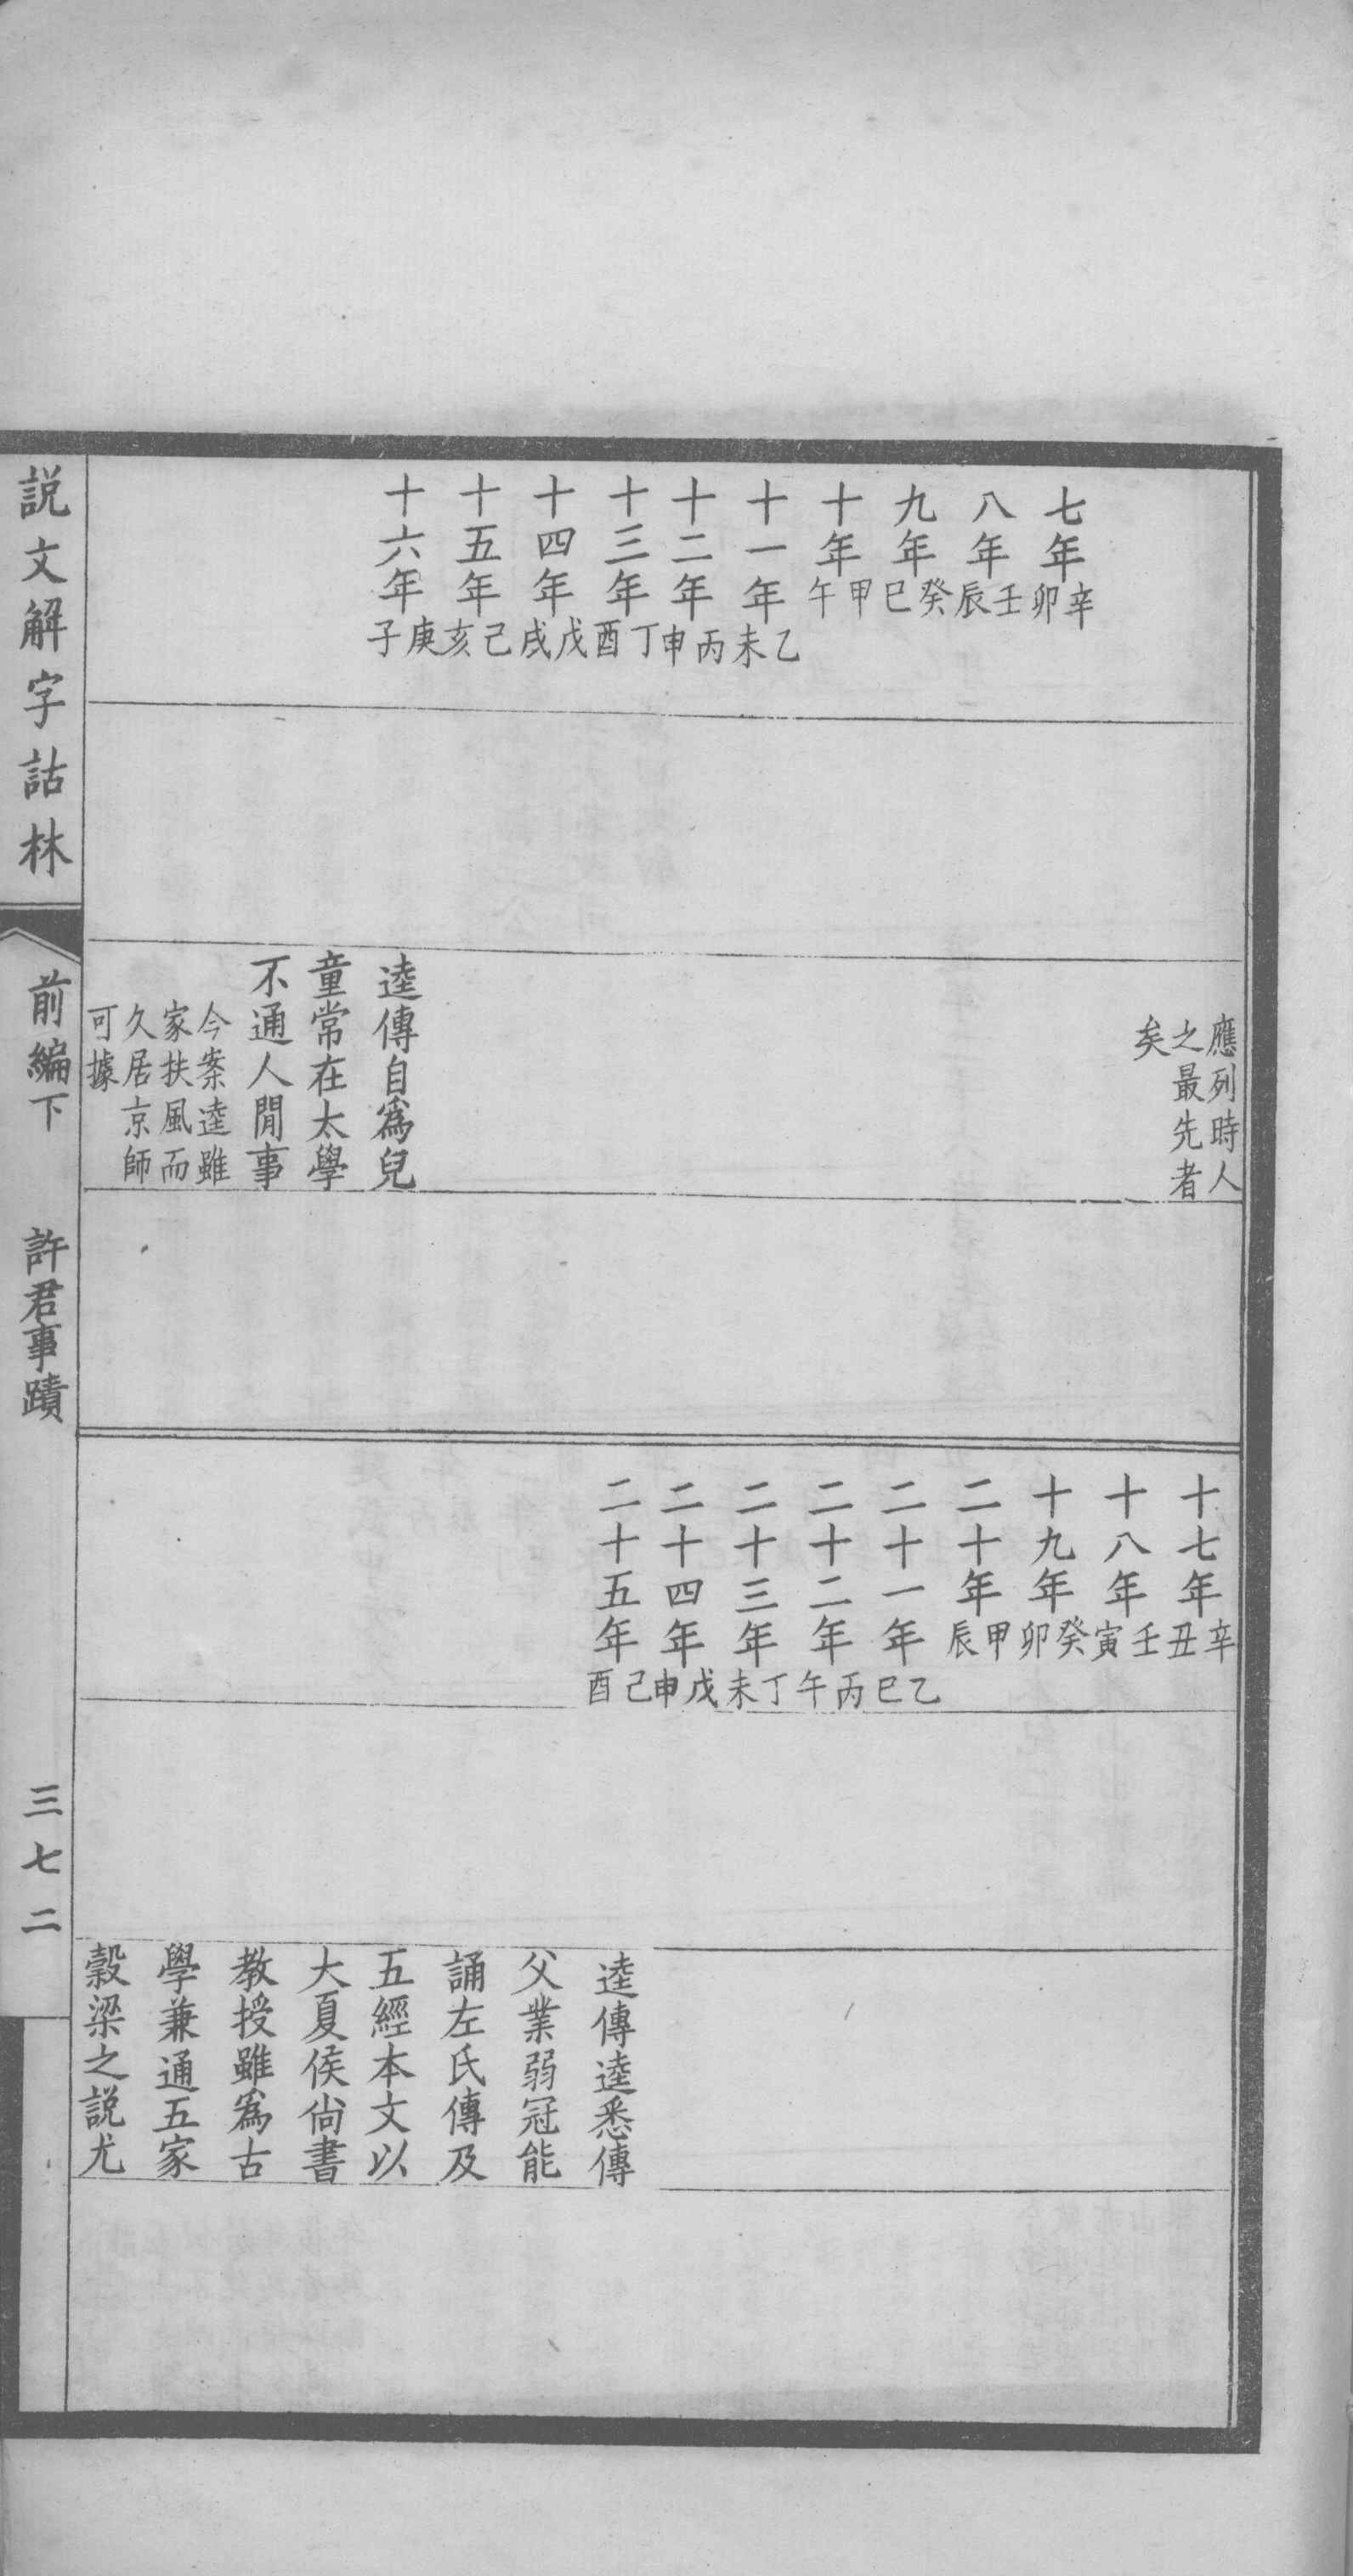 七年辛卯
八年壬辰
九年癸巳
十年甲午
十一年乙未
十二年丙申
十三年丁酉
十四年戊戌
十五年己亥
十六年庚子
應列時人
之最先者
矣
逵傳自爲兒
童常在太學
不通人閒事
今案逵雖
家扶風而
久居京師
可據
十七年辛丑
十八年壬寅
十九年癸卯
二十年甲辰
二十一年乙巳
二十二年丙午
二十三年丁未
二十四年戊申
二十五年己酉
逵傳逵悉傳
父業弱冠能
誦左氏傳及
五經本文以
大夏侯尚書
教授雖爲古
學兼通五家
穀梁之説尤
説文解字詁林
前編下
許君事蹟
三七二